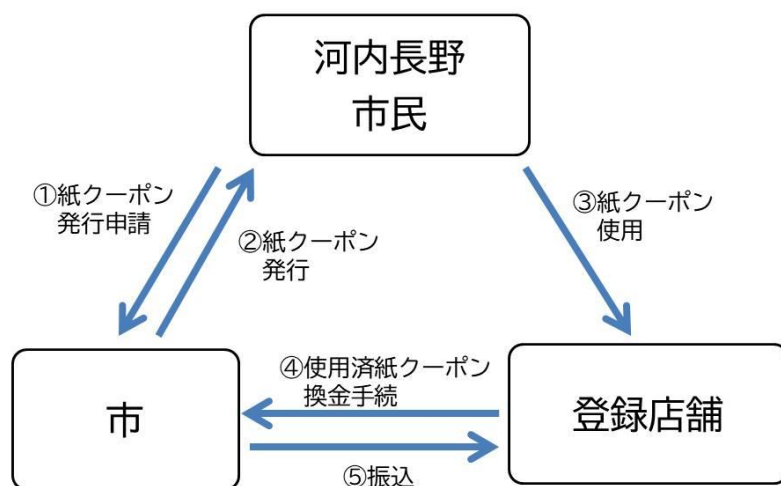 河内長野
市民
①紙クーポン
発行申請
②紙クーポン
発行
③紙クーポン
使用
市
④使用済紙クーポン
換金手続
⑤振込
登録店舗